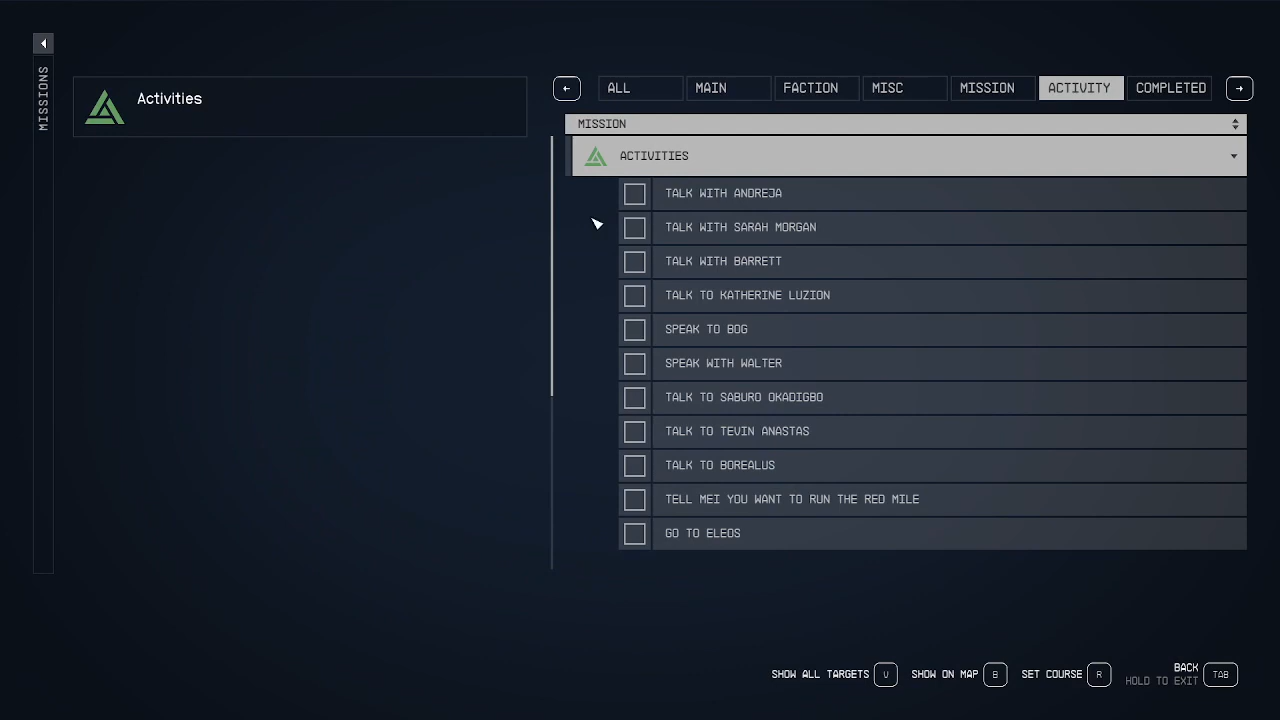 MISSIONS
Activities
ALL
MAIN
FACTION
MISC
MISSION
ACTIVITY
COMPLETED
MISSION
ACTIVITIES
TALK WITH ANDREJA
TALK WITH SARAH MORGAN
TALK WITH BARRETT
TALK TO KATHERINE LUZION
SPEAK TO BOG
SPEAK WITH WALTER
TALK TO SABURO OKADIGBO
TALK TO TEVIN ANASTAS
TALK TO BOREALUS
TELL MEI YOU WANT TO RUN THE RED MILE
GO TO ELEOS
SHOW ALL TARGETS V
SHOW ON MAP B
SET COURSE R
BACK
HOLD TO EXIT
TAB